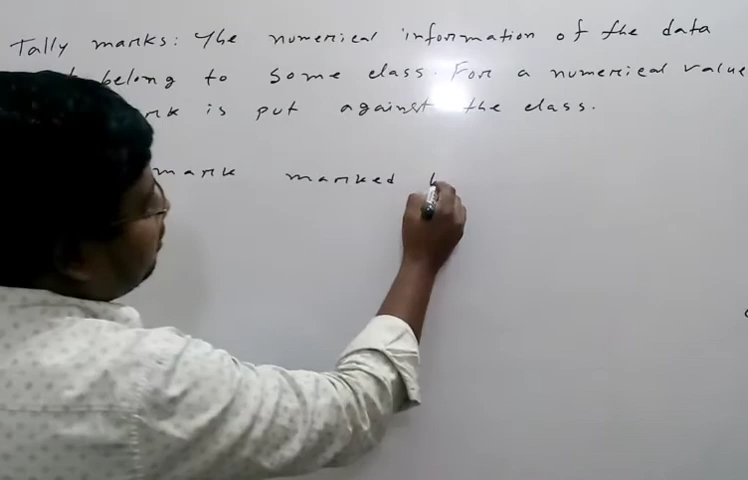 Tally marks: The numerical information of the data
belong to some class. For a numerical value
is put against the class.
mark marked